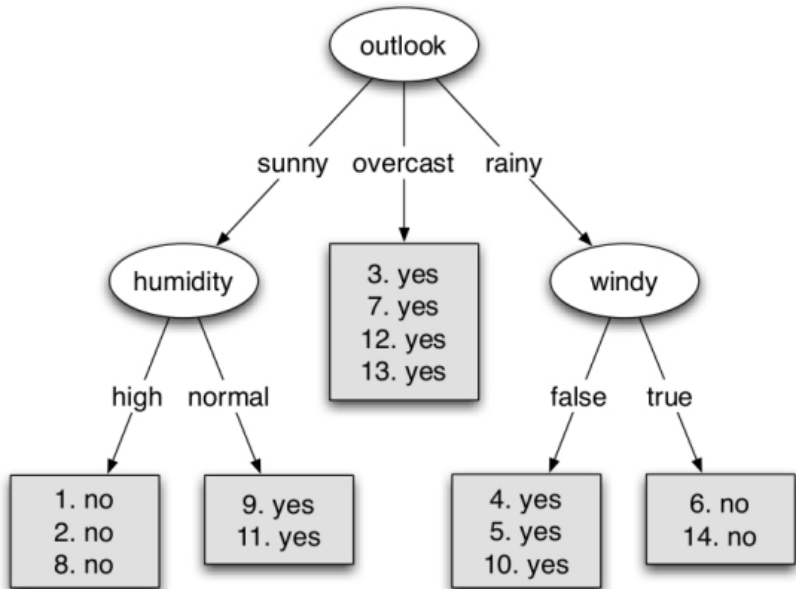 outlook
sunny overcast rainy
humidity
3. yes
7. yes
12. yes
13. yes
windy
high normal
false true
1. no
2. no
8. no
9. yes
11. yes
4. yes
5. yes
10. yes
6. no
14. no